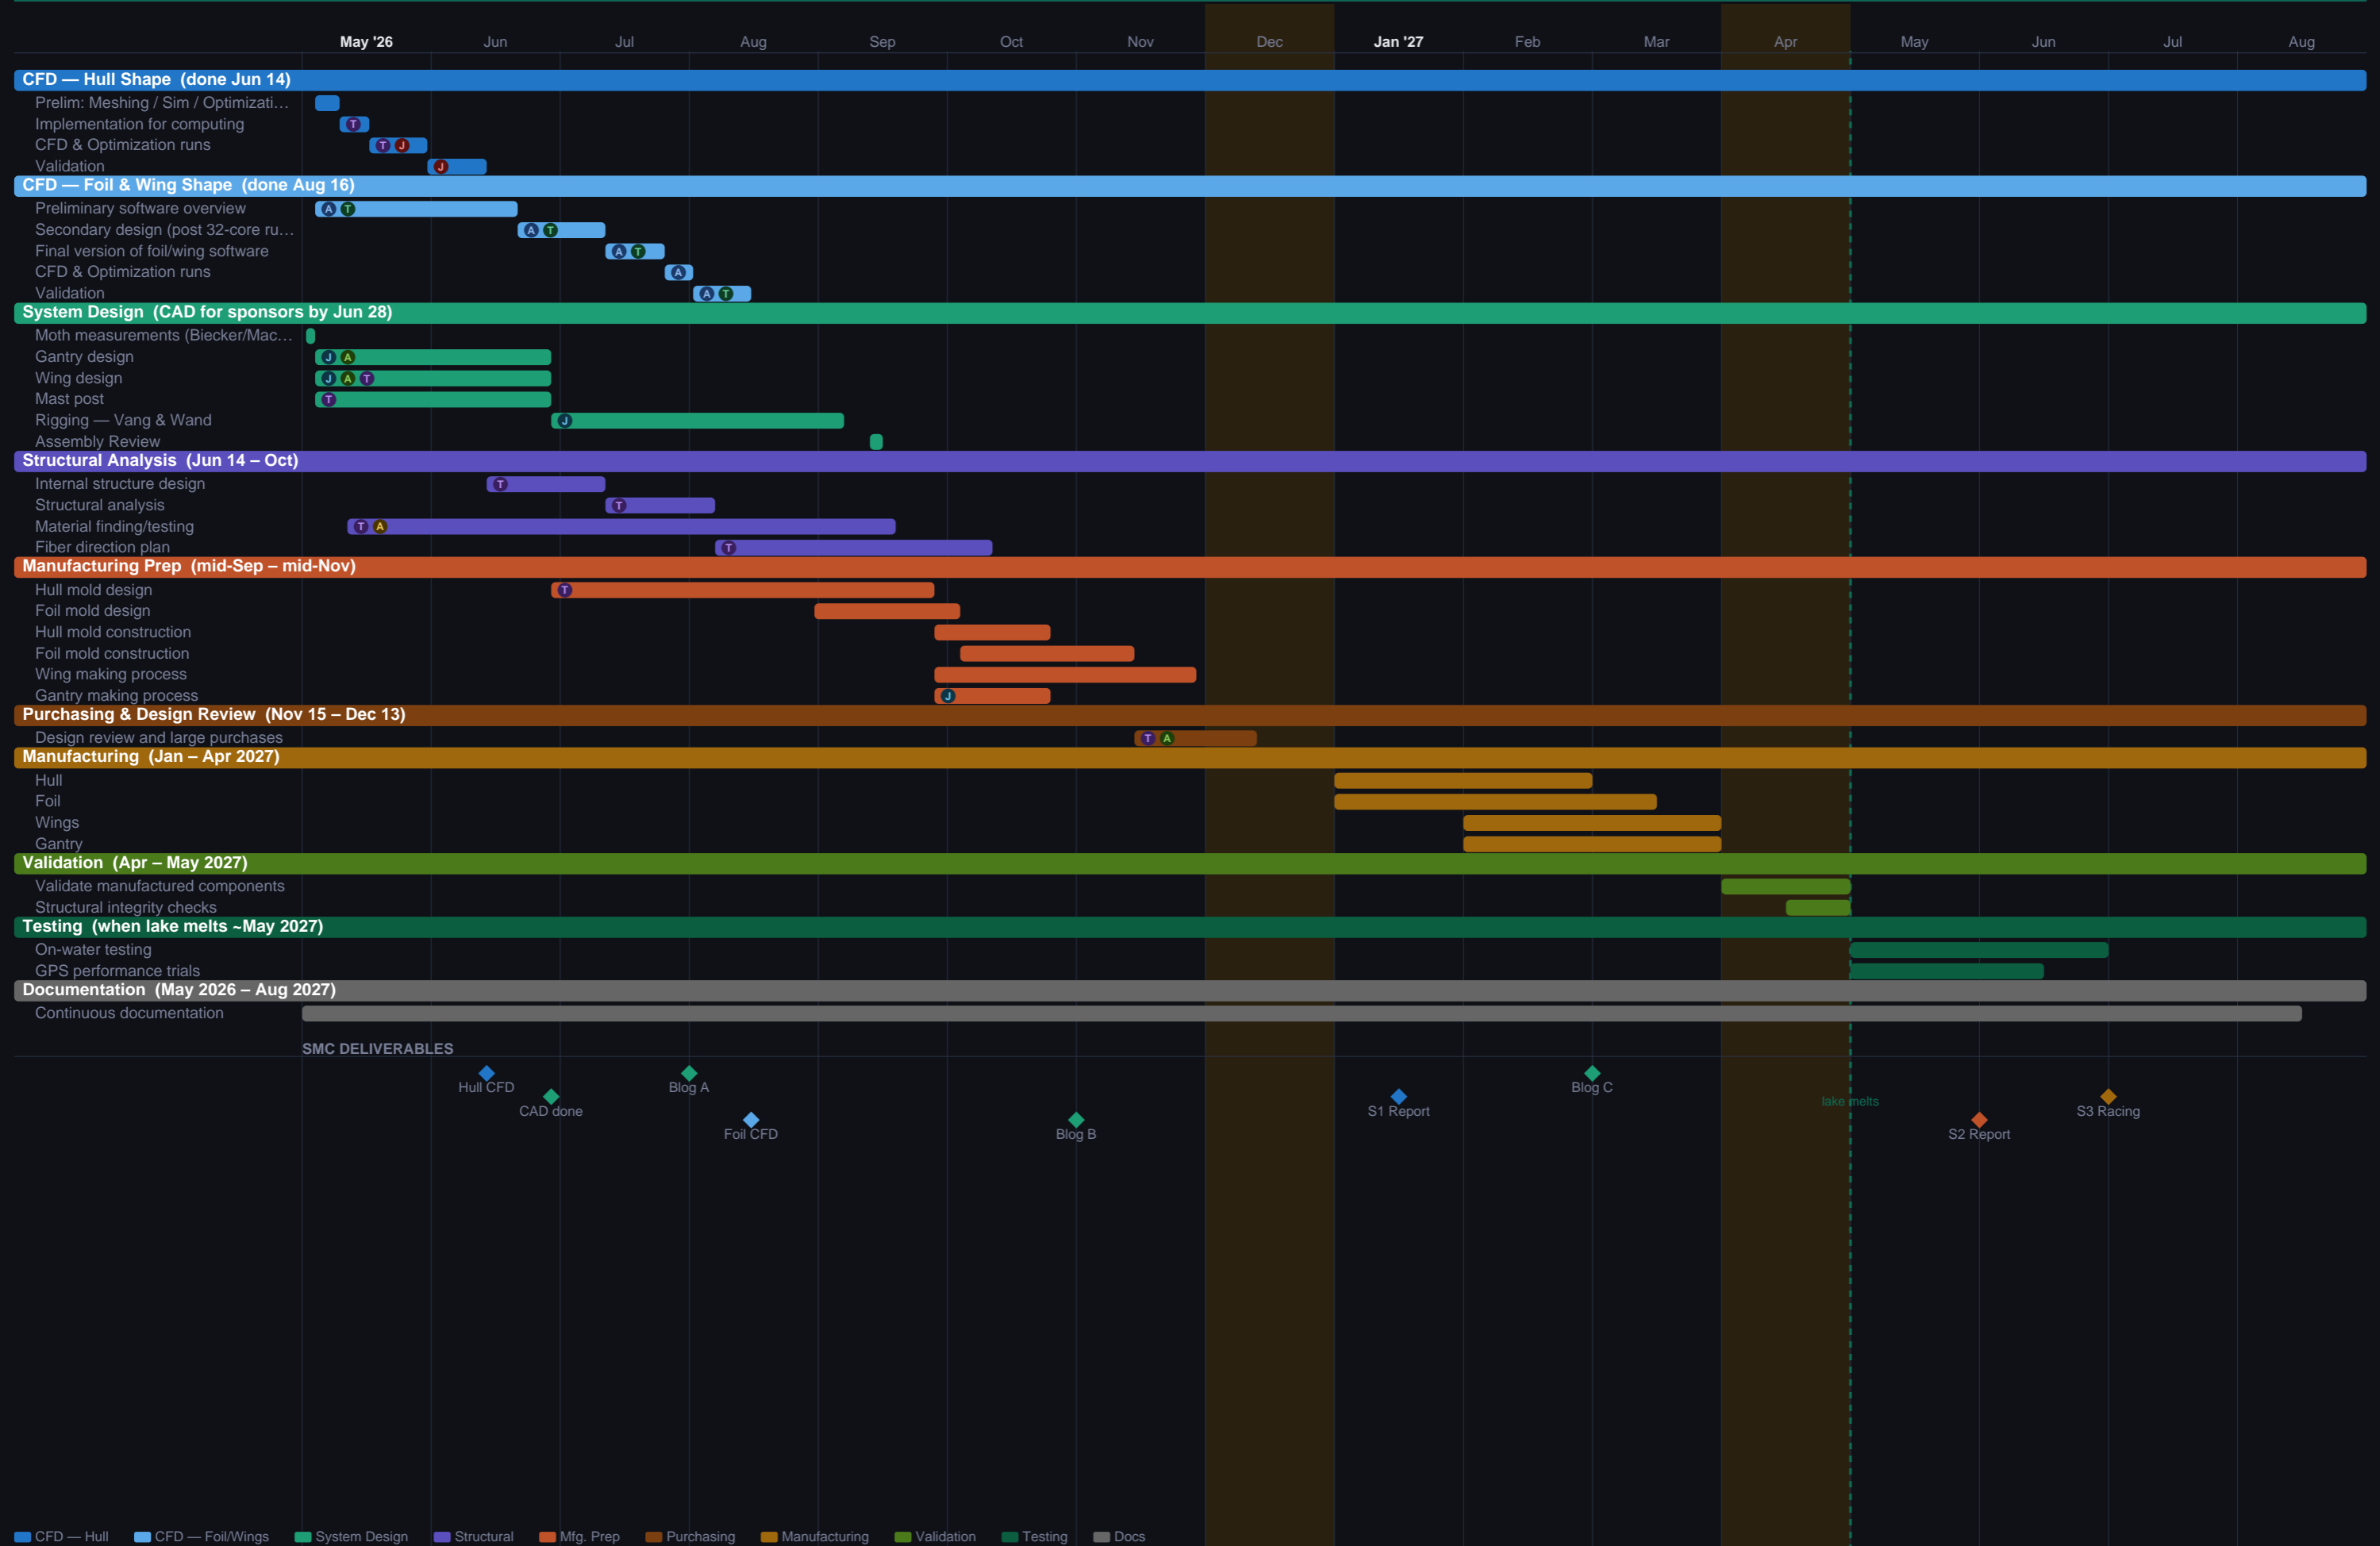 May '26 Jun Jul Aug Sep Oct Nov Dec Jan '27 Feb Mar Apr May Jun Jul Aug
CFD — Hull Shape (done Jun 14)
Prelim: Meshing / Sim / Optimizati…
Implementation for computing T
CFD & Optimization runs T J
Validation J
CFD — Foil & Wing Shape (done Aug 16)
Preliminary software overview A T
Secondary design (post 32-core ru… A T
Final version of foil/wing software A T
CFD & Optimization runs A
Validation A T
System Design (CAD for sponsors by Jun 28)
Moth measurements (Biecker/Mac…
Gantry design J A
Wing design J A T
Mast post T
Rigging — Vang & Wand J
Assembly Review
Structural Analysis (Jun 14 – Oct)
Internal structure design T
Structural analysis T
Material finding/testing T A
Fiber direction plan T
Manufacturing Prep (mid-Sep – mid-Nov)
Hull mold design T
Foil mold design
Hull mold construction
Foil mold construction
Wing making process
Gantry making process J
Purchasing & Design Review (Nov 15 – Dec 13)
Design review and large purchases T A
Manufacturing (Jan – Apr 2027)
Hull
Foil
Wings
Gantry
Validation (Apr – May 2027)
Validate manufactured components
Structural integrity checks
Testing (when lake melts ~May 2027)
On-water testing
GPS performance trials
Documentation (May 2026 – Aug 2027)
Continuous documentation
SMC DELIVERABLES
Hull CFD Blog A Blog C
lake melts
CAD done S1 Report S3 Racing
Foil CFD Blog B S2 Report
CFD — Hull CFD — Foil/Wings System Design Structural Mfg. Prep Purchasing Manufacturing Validation Testing Docs